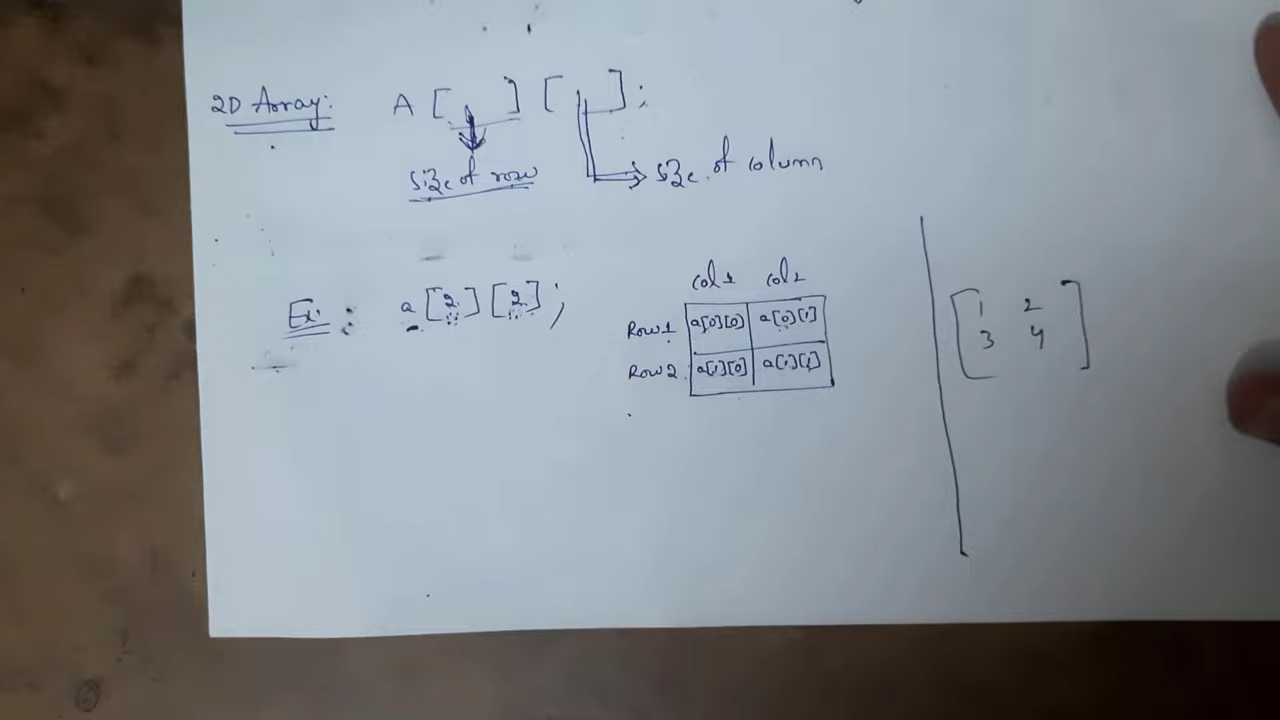 2D Array: A [ ] [ ];
Size of row
size of column
Ex: a[2][2];
col1 col2
Row1 a[0][0] a[0][1]
Row2 a[1][0] a[1][1]
1 2
3 4